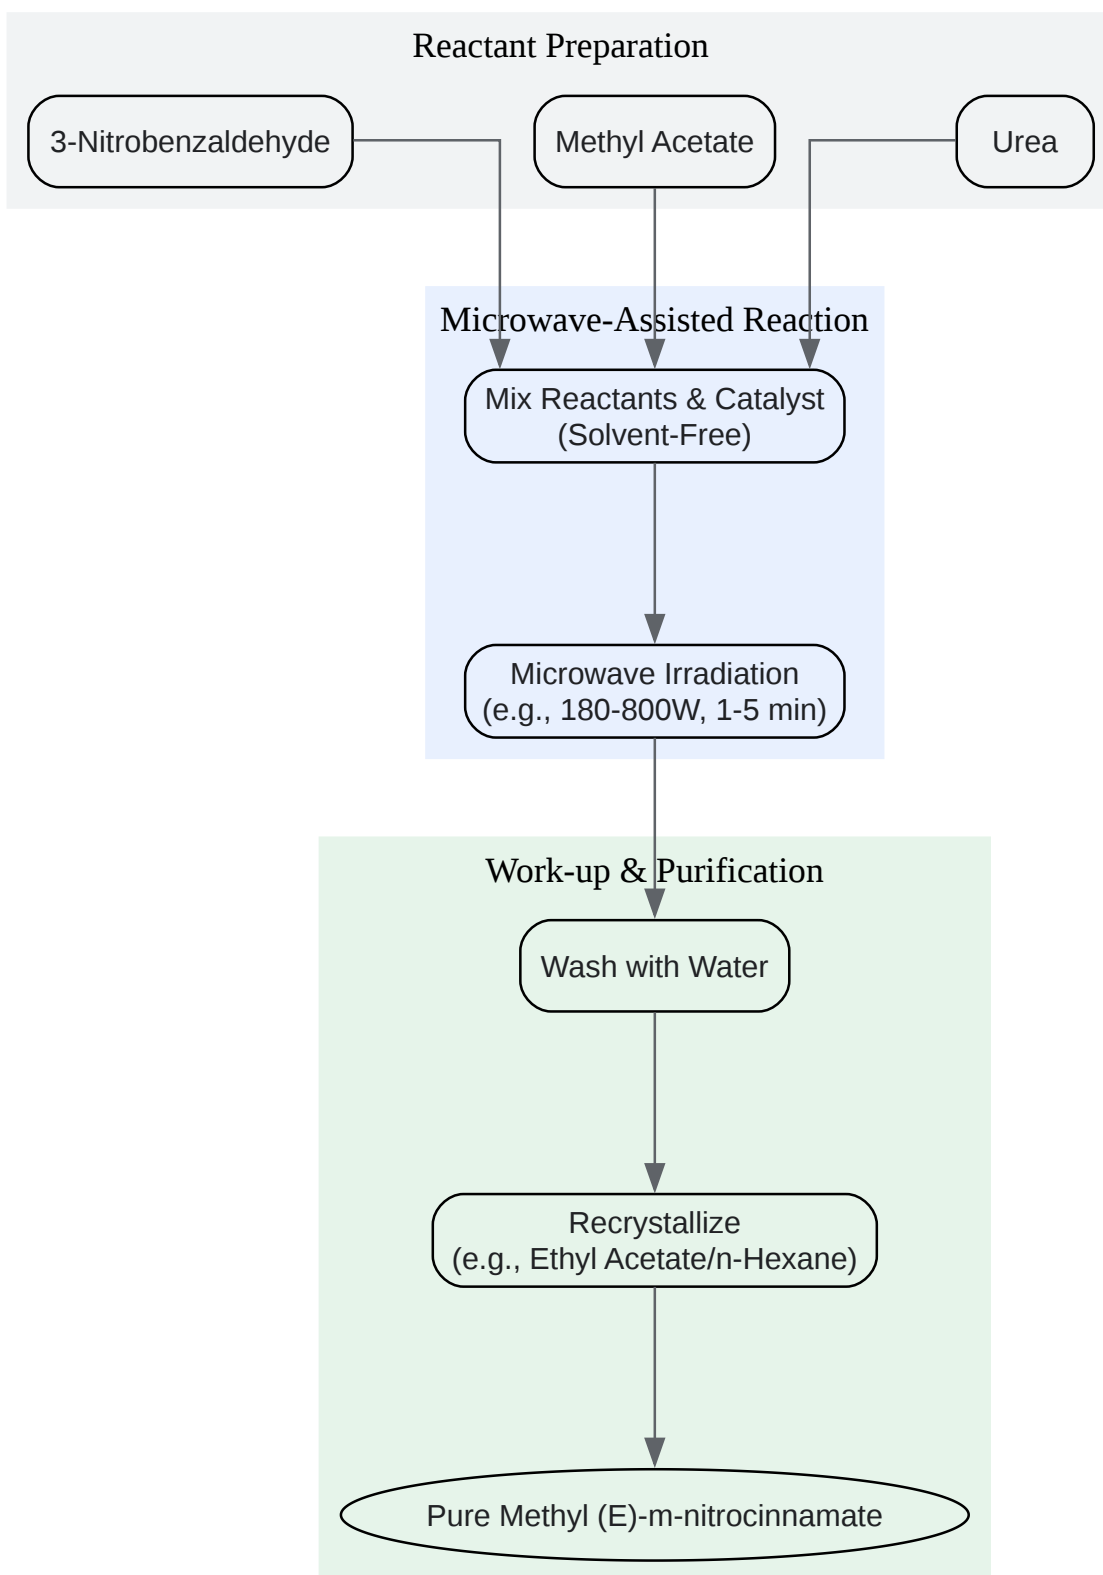 Reactant Preparation
3-Nitrobenzaldehyde
Methyl Acetate
Urea
Microwave-Assisted Reaction
Mix Reactants & Catalyst
(Solvent-Free)
Microwave Irradiation
(e.g., 180-800W, 1-5 min)
Work-up & Purification
Wash with Water
Recrystallize
(e.g., Ethyl Acetate/n-Hexane)
Pure Methyl (E)-m-nitrocinnamate